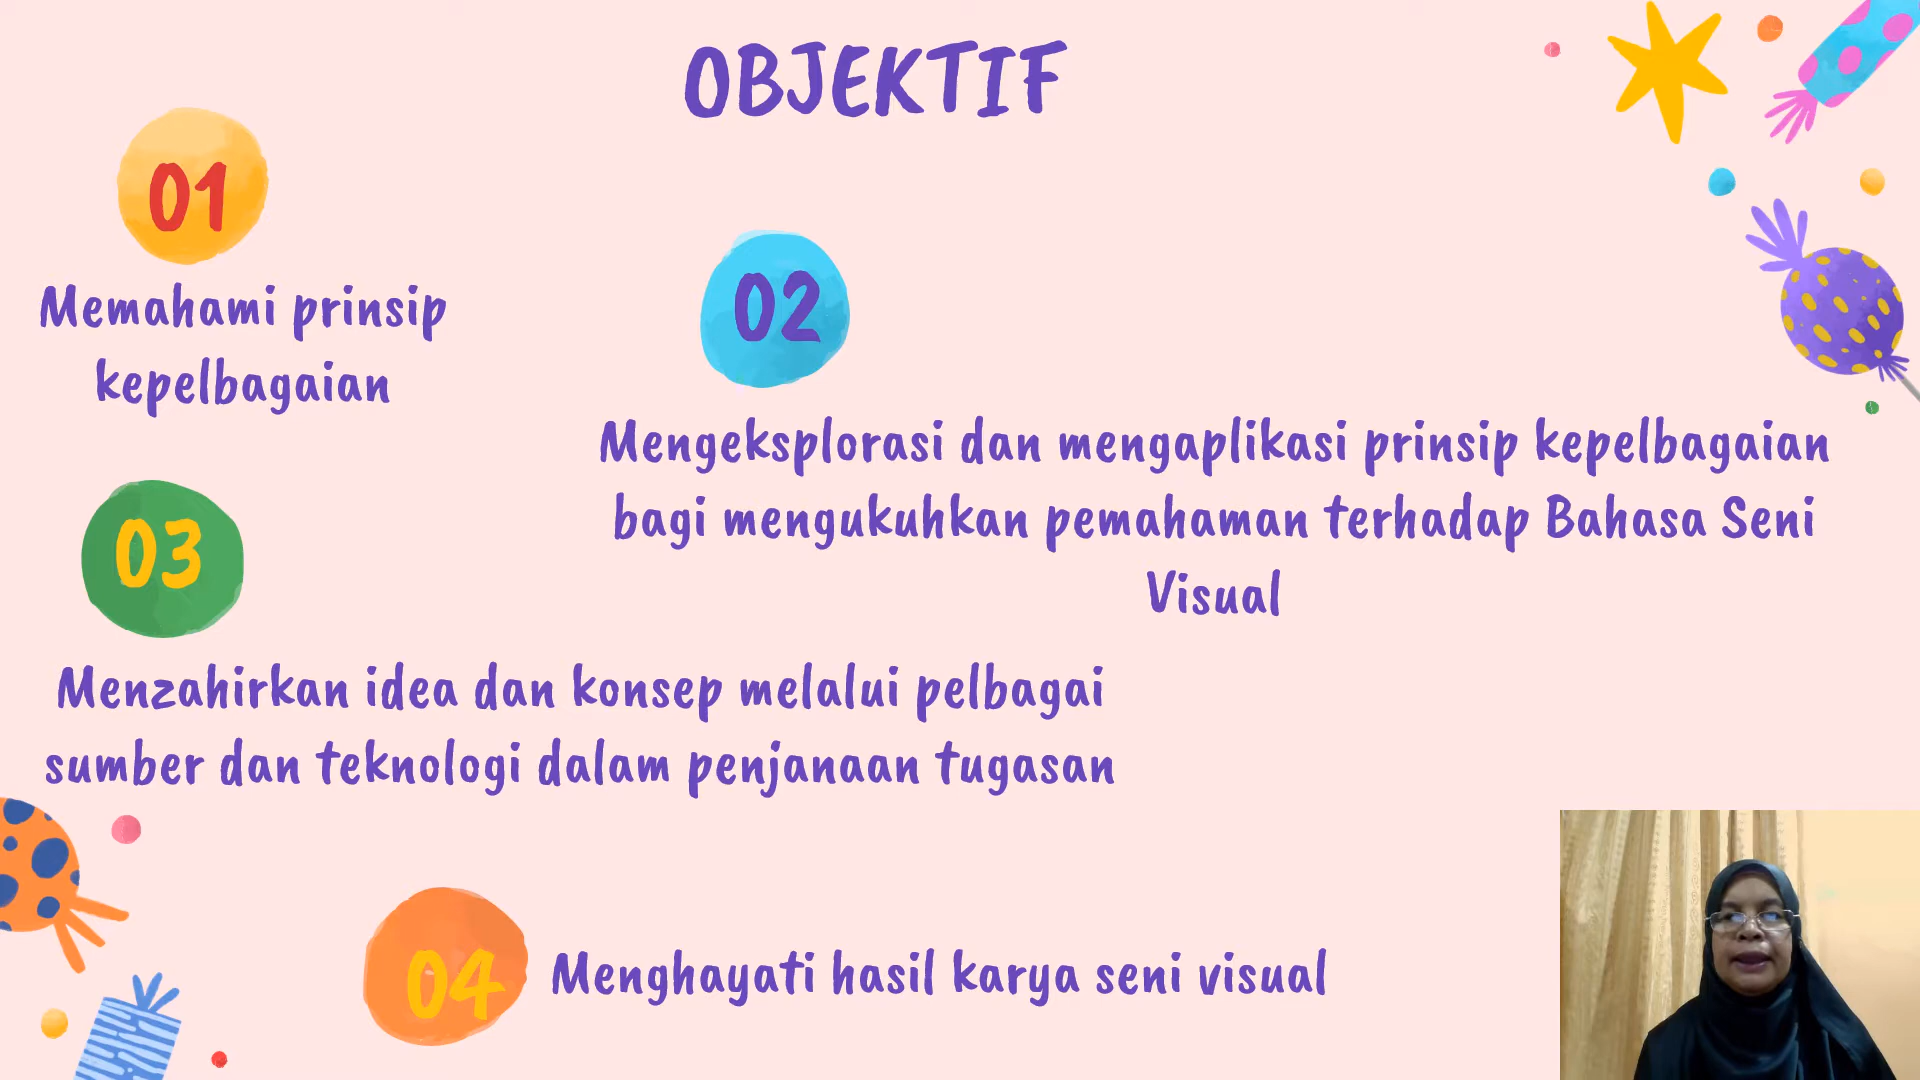 OBJEKTIF
01
Memahami prinsip
kepelbagaian
02
Mengeksplorasi dan mengaplikasi prinsip kepelbagaian
bagi mengukuhkan pemahaman terhadap Bahasa Seni
Visual
03
Menzahirkan idea dan konsep melalui pelbagai
sumber dan teknologi dalam penjanaan tugasan
04
Menghayati hasil karya seni visual